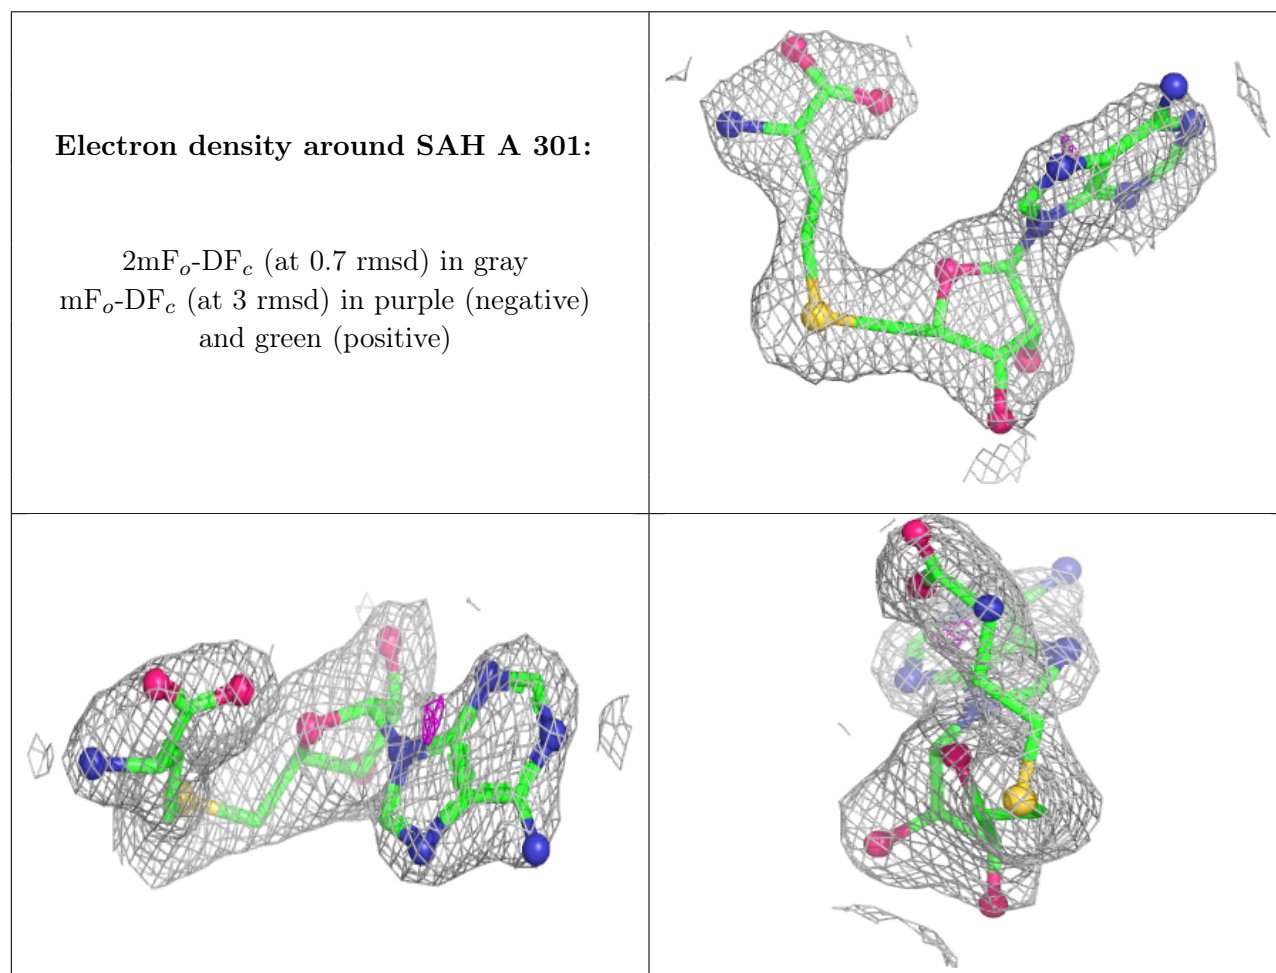 Electron density around SAH A 301:
2mFₒ-DF𝒸 (at 0.7 rmsd) in gray
mFₒ-DF𝒸 (at 3 rmsd) in purple (negative)
and green (positive)